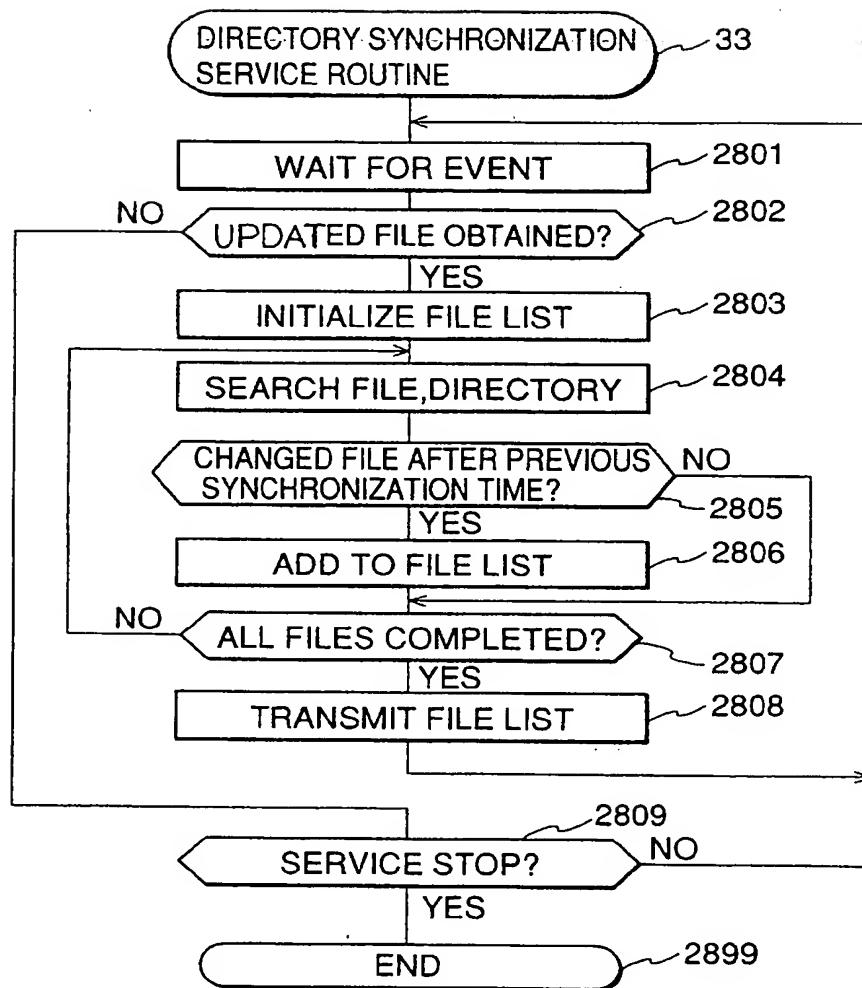 DIRECTORY SYNCHRONIZATION
SERVICE ROUTINE
33
WAIT FOR EVENT
2801
NO
UPDATED FILE OBTAINED?
2802
YES
INITIALIZE FILE LIST
2803
SEARCH FILE,DIRECTORY
2804
CHANGED FILE AFTER PREVIOUS
SYNCHRONIZATION TIME?
NO
2805
YES
ADD TO FILE LIST
2806
NO
ALL FILES COMPLETED?
2807
YES
TRANSMIT FILE LIST
2808
2809
SERVICE STOP?
NO
YES
END
2899